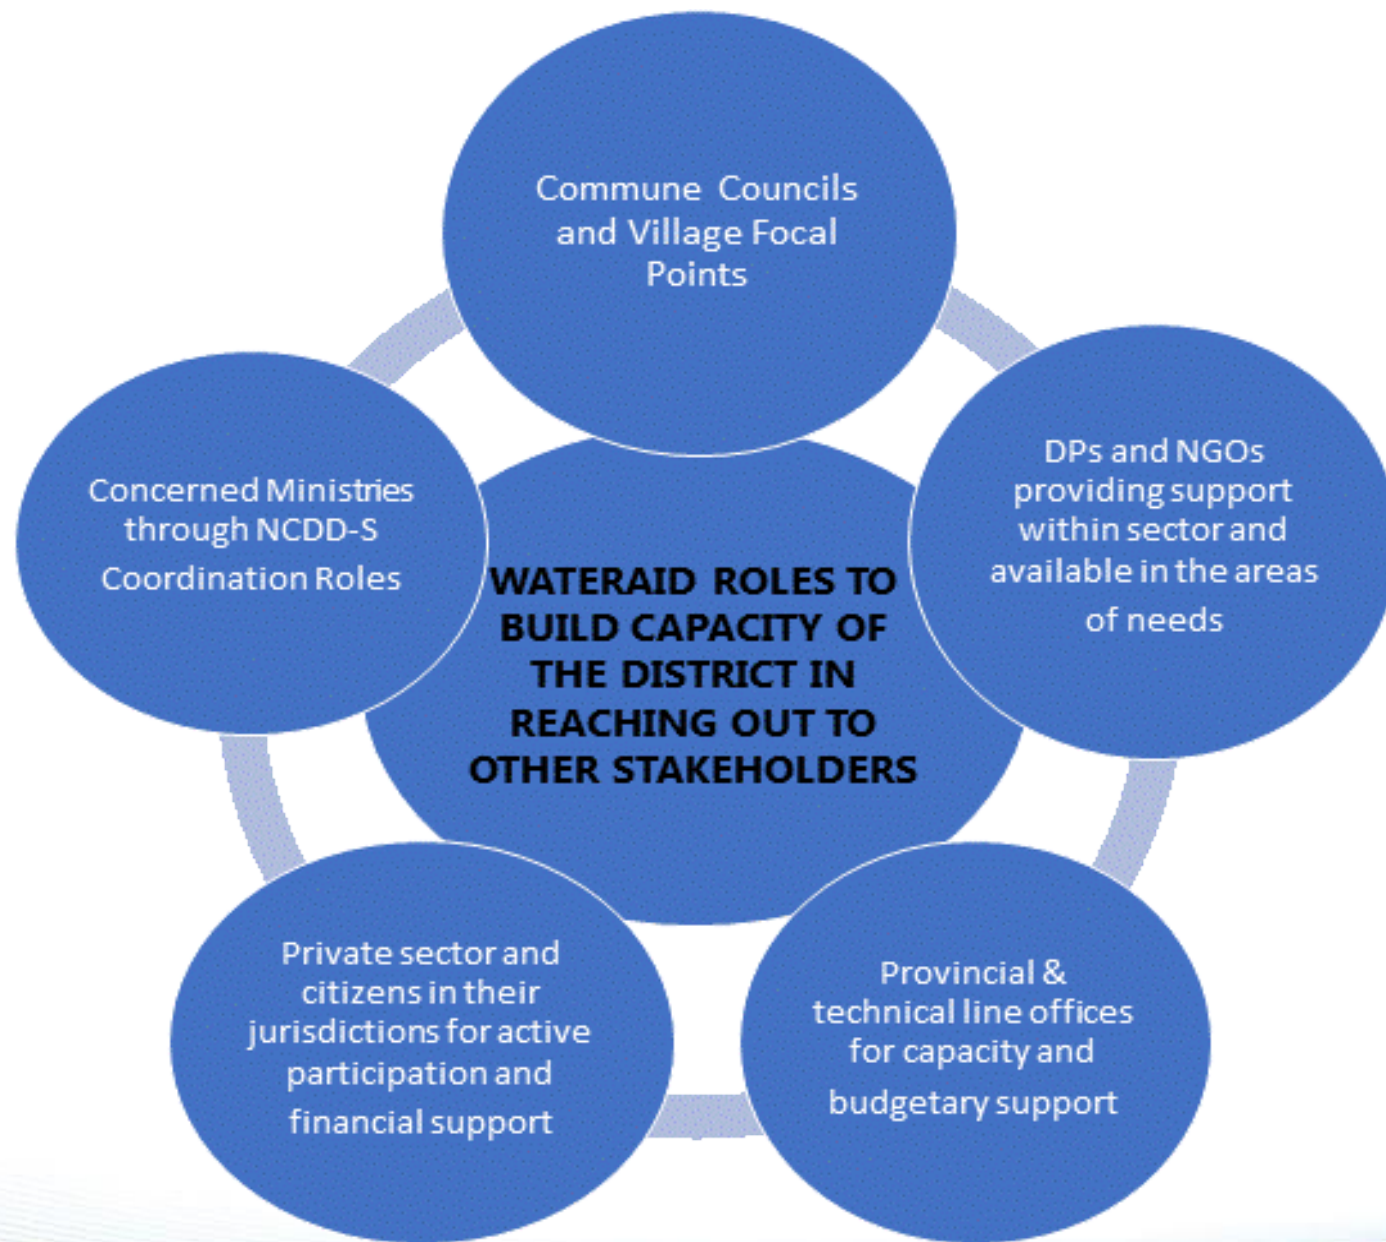 Commune Councils
and Village Focal
Points
DPs and NGOs
providing support
within sector and
available in the areas
of needs
Concerned Ministries
through NCDD-S
Coordination Roles
WATERAID ROLES TO
BUILD CAPACITY OF
THE DISTRICT IN
REACHING OUT TO
OTHER STAKEHOLDERS
Private sector and
citizens in their
jurisdictions for active
participation and
financial support
Provincial &
technical line offices
for capacity and
budgetary support